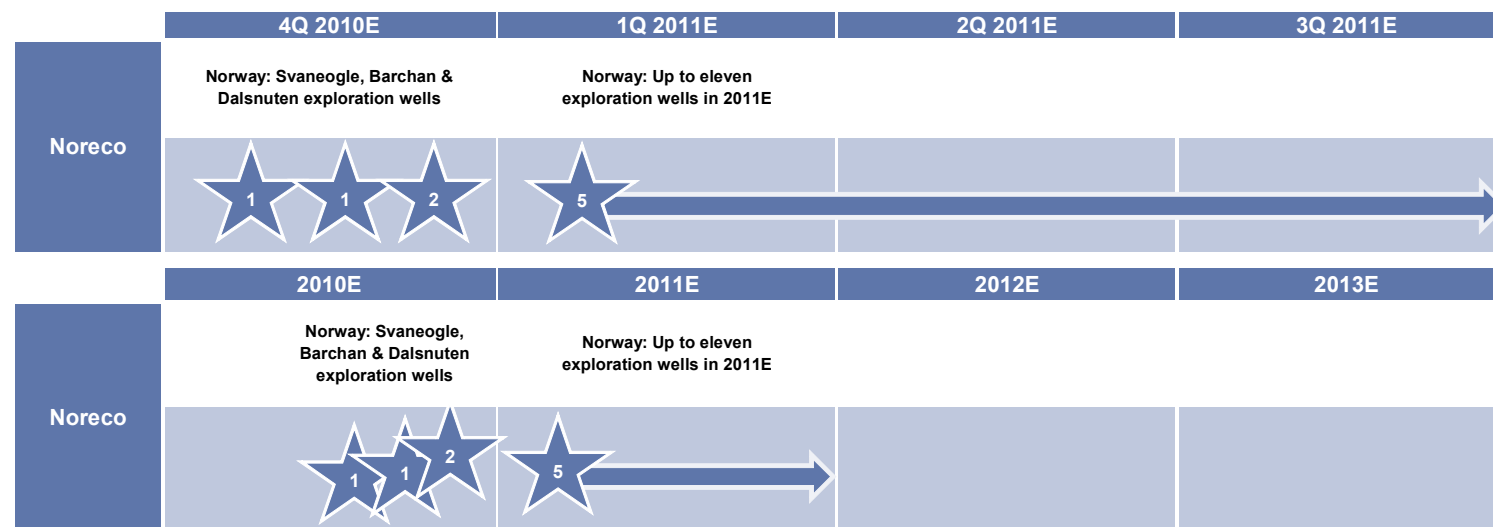 4Q 2010E 1Q 2011E 2Q 2011E 3Q 2011E
Noreco
Norway: Svaneogle, Barchan &
Dalsnuten exploration wells
Norway: Up to eleven
exploration wells in 2011E
1 1 2 5
2010E 2011E 2012E 2013E
Noreco
Norway: Svaneogle,
Barchan & Dalsnuten
exploration wells
Norway: Up to eleven
exploration wells in 2011E
1 1 2 5